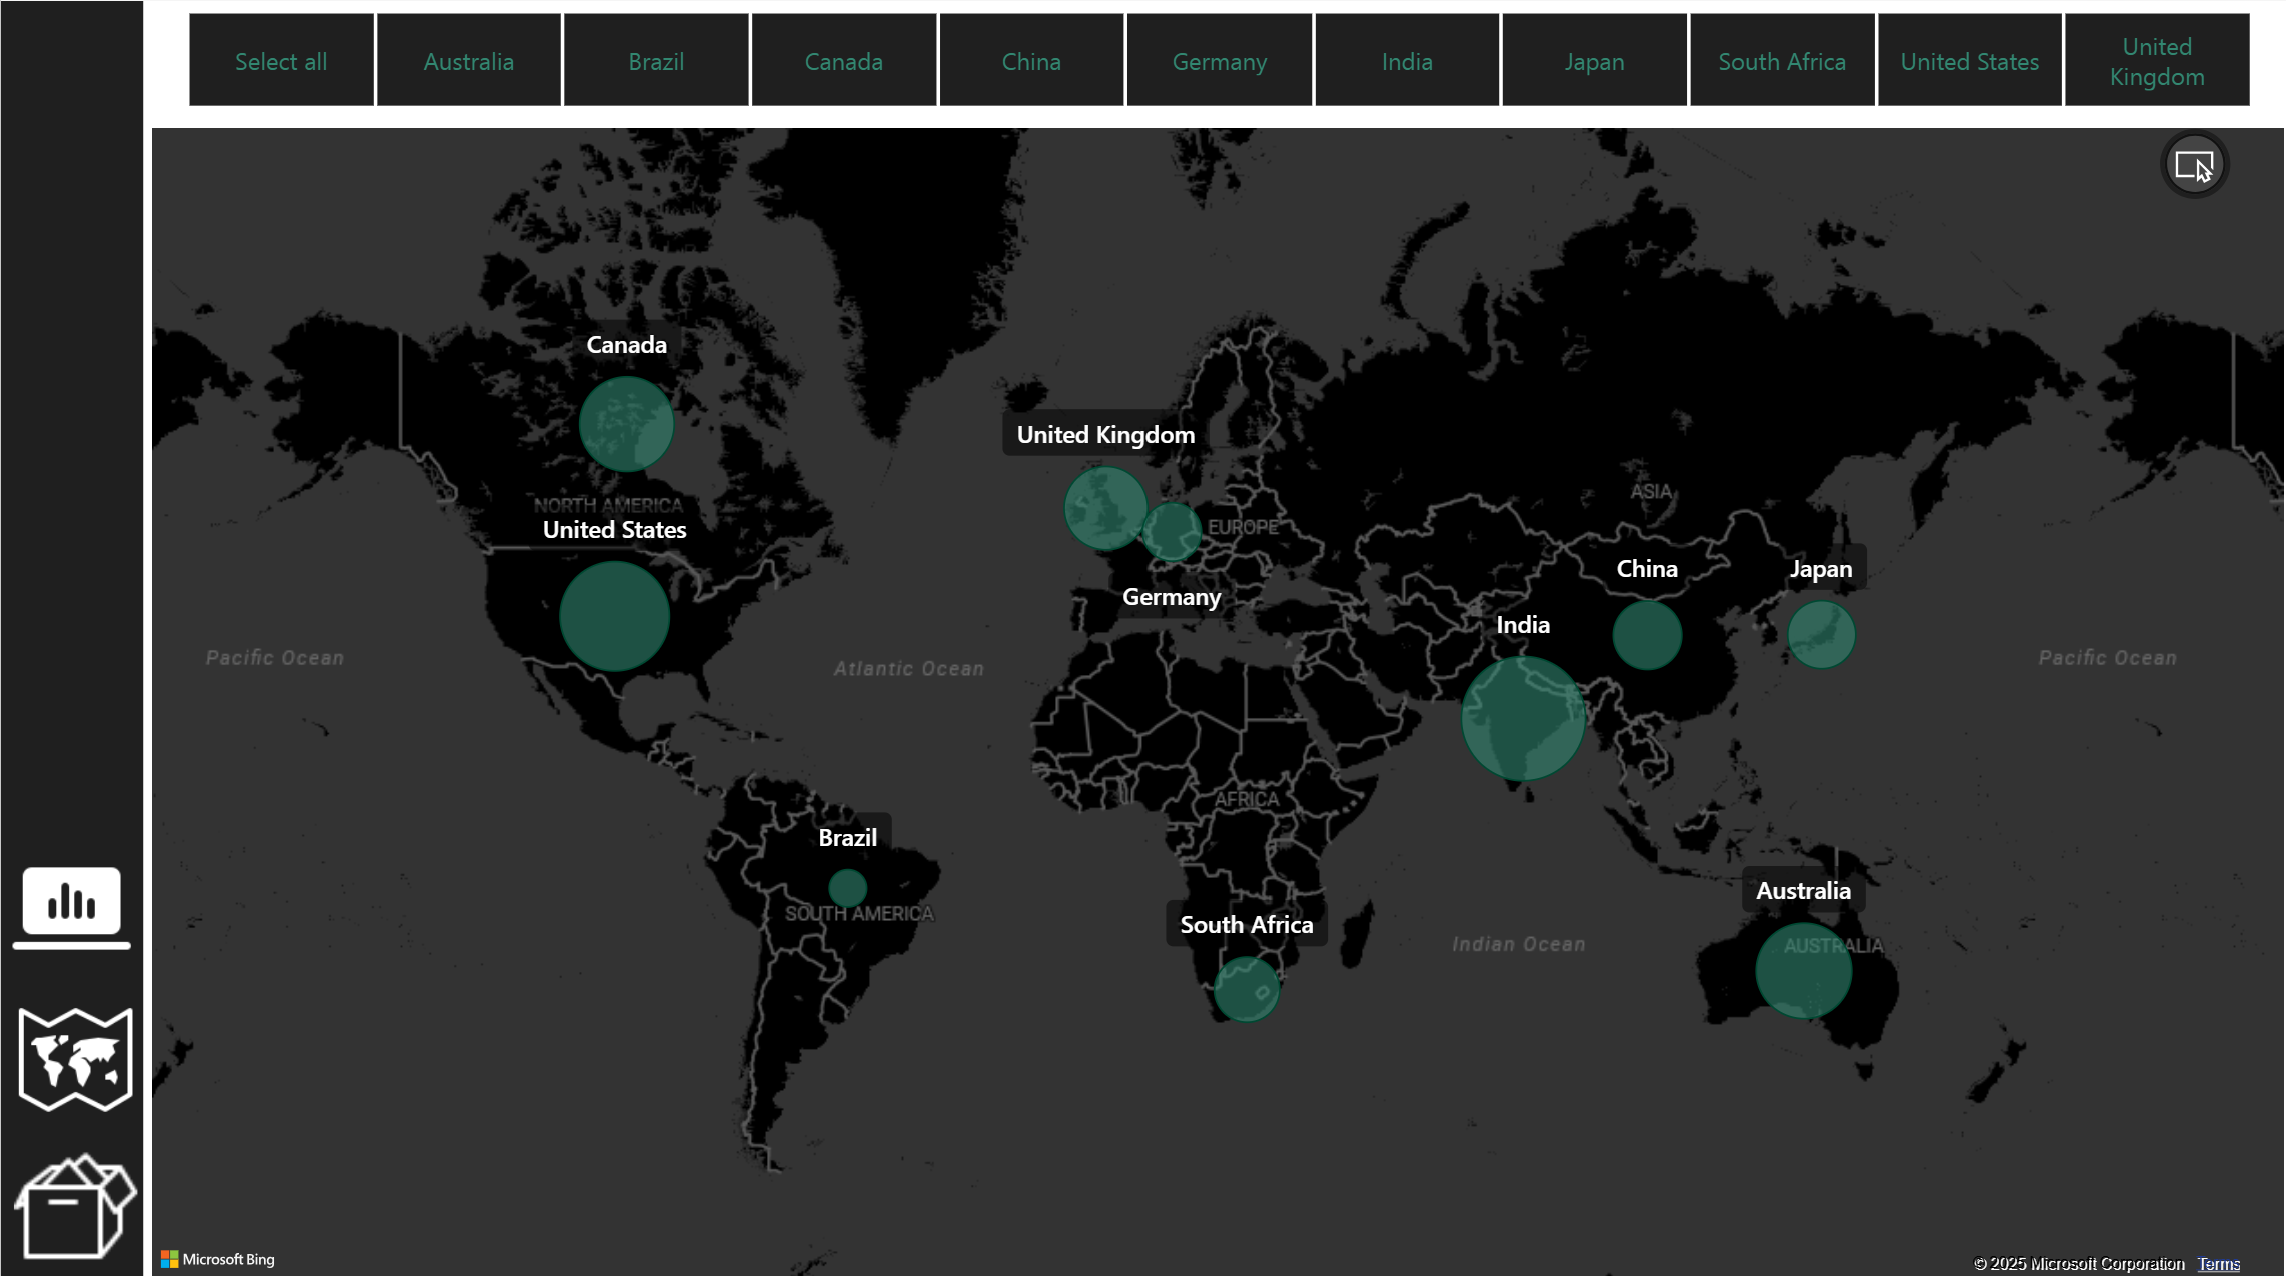 Select all
Australia
Brazil
Canada
China
Germany
India
Japan
South Africa
United States
United
Kingdom
Canada
United Kingdom
NORTH AMERICA
United States
ASIA
EUROPE
China
Japan
Germany
India
Pacific Ocean
Atlantic Ocean
Pacific Ocean
AFRICA
Brazil
SOUTH AMERICA
South Africa
Australia
Indian Ocean
AUSTRALIA
Microsoft Bing
© 2025 Microsoft Corporation Terms